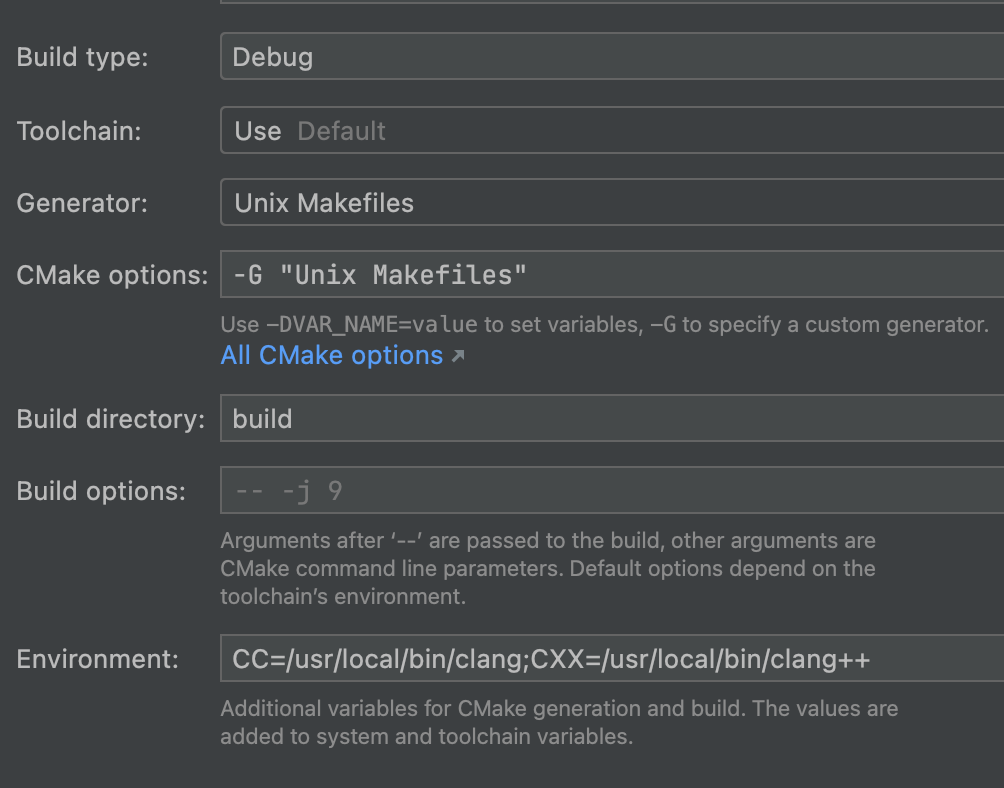 Build type: Debug
Toolchain: Use Default
Generator: Unix Makefiles
CMake options: -G "Unix Makefiles"
Use –DVAR_NAME=value to set variables, –G to specify a custom generator.
All CMake options ↗
Build directory: build
Build options: -- -j 9
Arguments after ‘--’ are passed to the build, other arguments are
CMake command line parameters. Default options depend on the
toolchain’s environment.
Environment: CC=/usr/local/bin/clang;CXX=/usr/local/bin/clang++
Additional variables for CMake generation and build. The values are
added to system and toolchain variables.